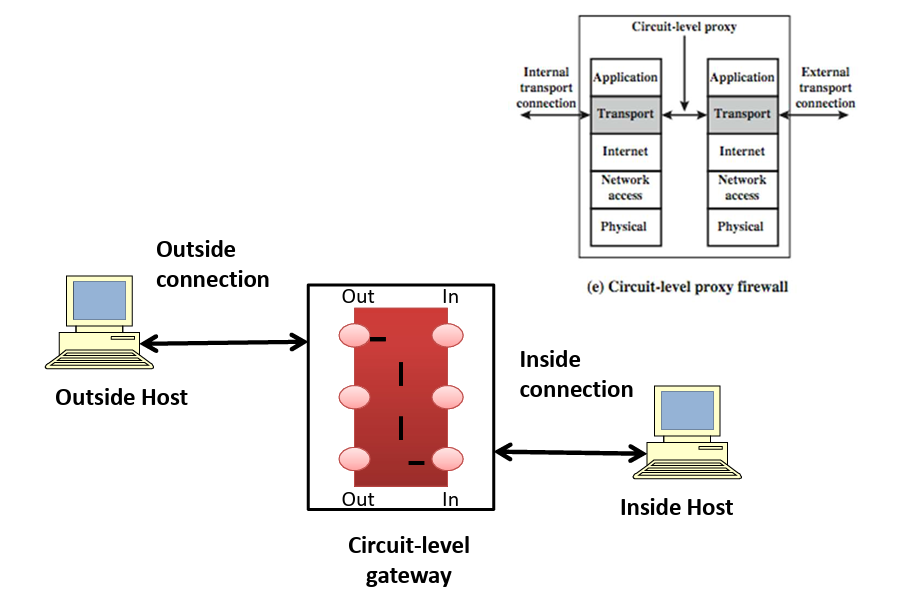 Circuit-level proxy
Internal
transport
connection
External
transport
connection
Application
Application
Transport
Transport
Internet
Internet
Network
access
Network
access
Physical
Physical
(e) Circuit-level proxy firewall
Outside
connection
Out
In
Outside Host
Inside
connection
Out
In
Inside Host
Circuit-level
gateway